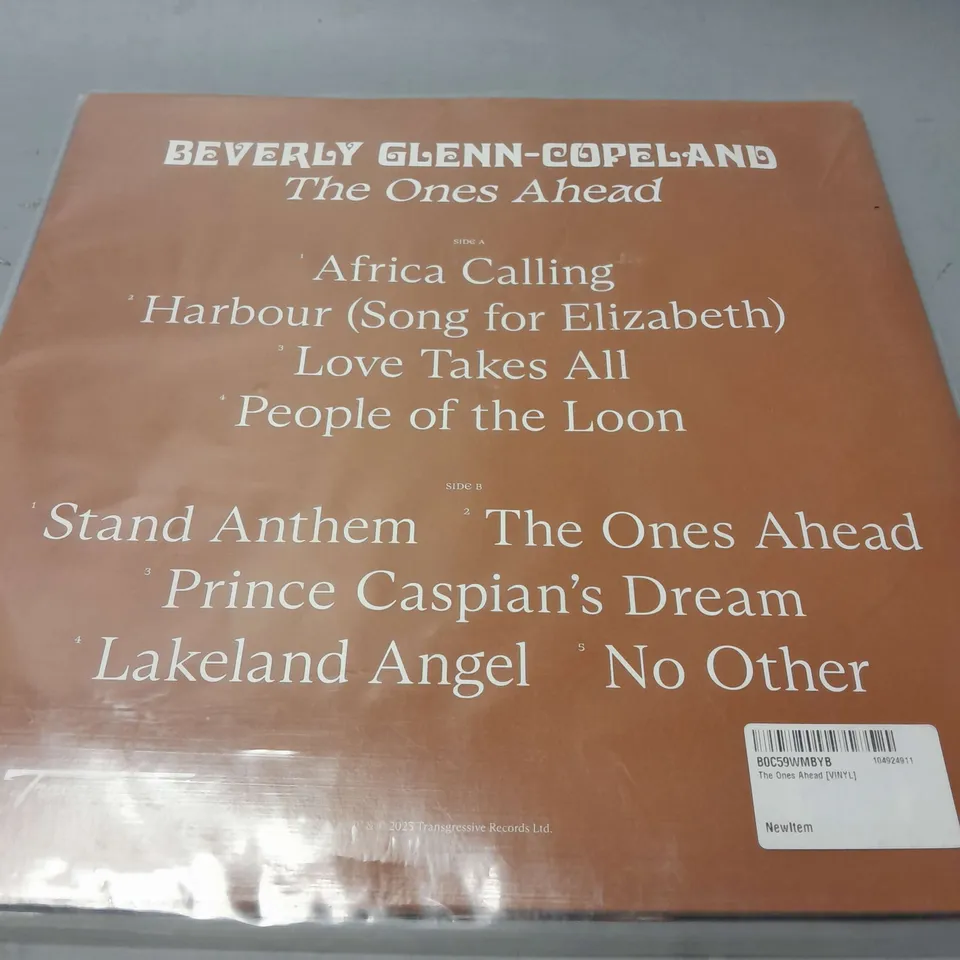 BEVERLY GLENN-COPELAND
The Ones Ahead
SIDE A
1 Africa Calling
2 Harbour (Song for Elizabeth)
3 Love Takes All
4 People of the Loon
SIDE B
1 Stand Anthem 2 The Ones Ahead
3 Prince Caspian's Dream
4 Lakeland Angel 5 No Other
& © Transgressive Records Ltd.
B0C59WMBYB 104924911
The Ones Ahead [VINYL]
NewItem